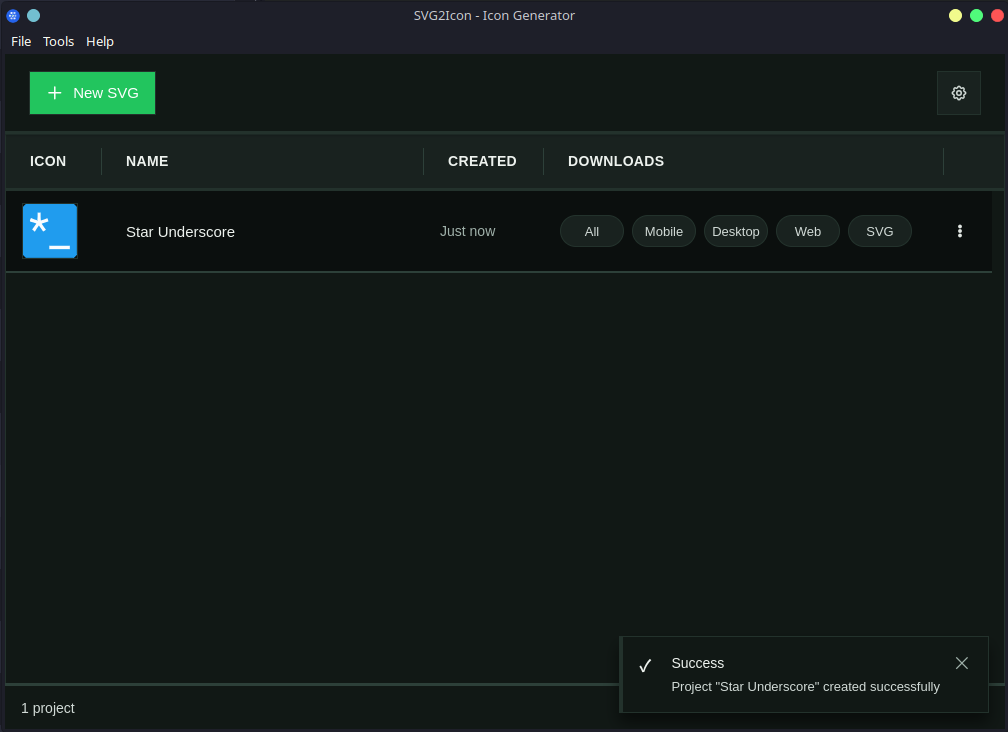 SVG2Icon - Icon Generator
File Tools Help
New SVG
ICON NAME CREATED DOWNLOADS
*_
Star Underscore Just now All Mobile Desktop Web SVG
Success
Project "Star Underscore" created successfully
1 project